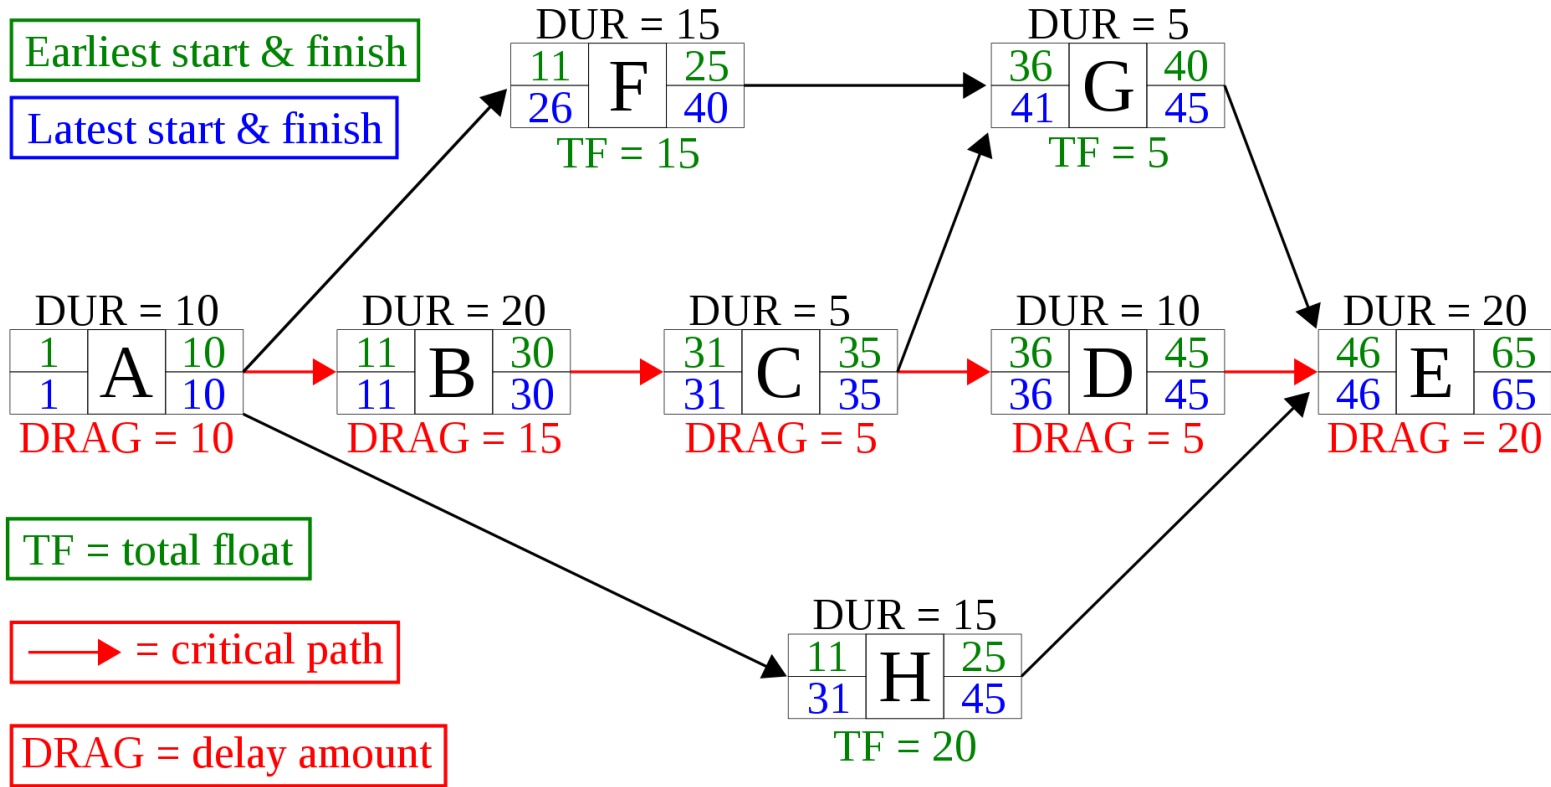 Earliest start & finish
Latest start & finish
DUR = 15
11 F 25
26 40
TF = 15
DUR = 5
36 G 40
41 45
TF = 5
DUR = 10
1 A 10
1 10
DRAG = 10
DUR = 20
11 B 30
11 30
DRAG = 15
DUR = 5
31 C 35
31 35
DRAG = 5
DUR = 10
36 D 45
36 45
DRAG = 5
DUR = 20
46 E 65
46 65
DRAG = 20
TF = total float
= critical path
DRAG = delay amount
DUR = 15
11 H 25
31 45
TF = 20